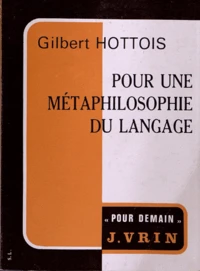 Gilbert HOTTOIS
POUR UNE
MÉTAPHILOSOPHIE
DU LANGAGE
„ POUR DEMAIN „
J. VRIN